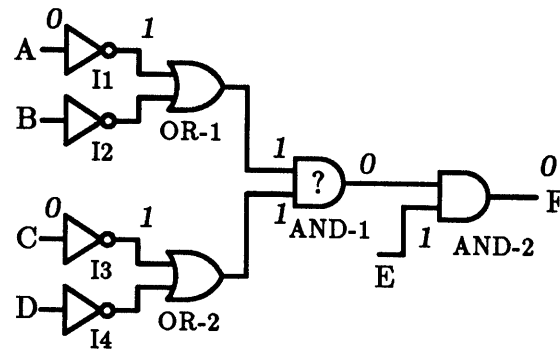 0 1
A
I1
B
I2 OR-1
1 0 0
? F
0 1 1 AND-1 1 AND-2
C
I3 E
D OR-2
I4